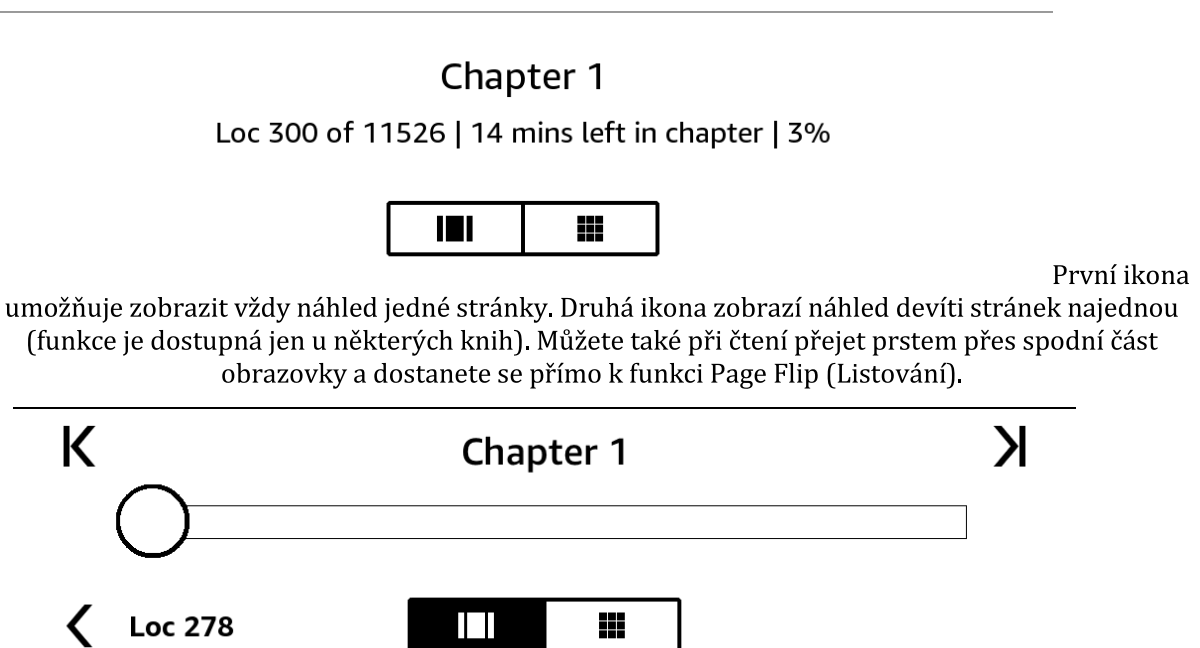 Chapter 1
Loc 300 of 11526 | 14 mins left in chapter | 3%
První ikona
umožňuje zobrazit vždy náhled jedné stránky. Druhá ikona zobrazí náhled devíti stránek najednou
(funkce je dostupná jen u některých knih). Můžete také při čtení přejet prstem přes spodní část
obrazovky a dostanete se přímo k funkci Page Flip (Listování).
Chapter 1
Loc 278